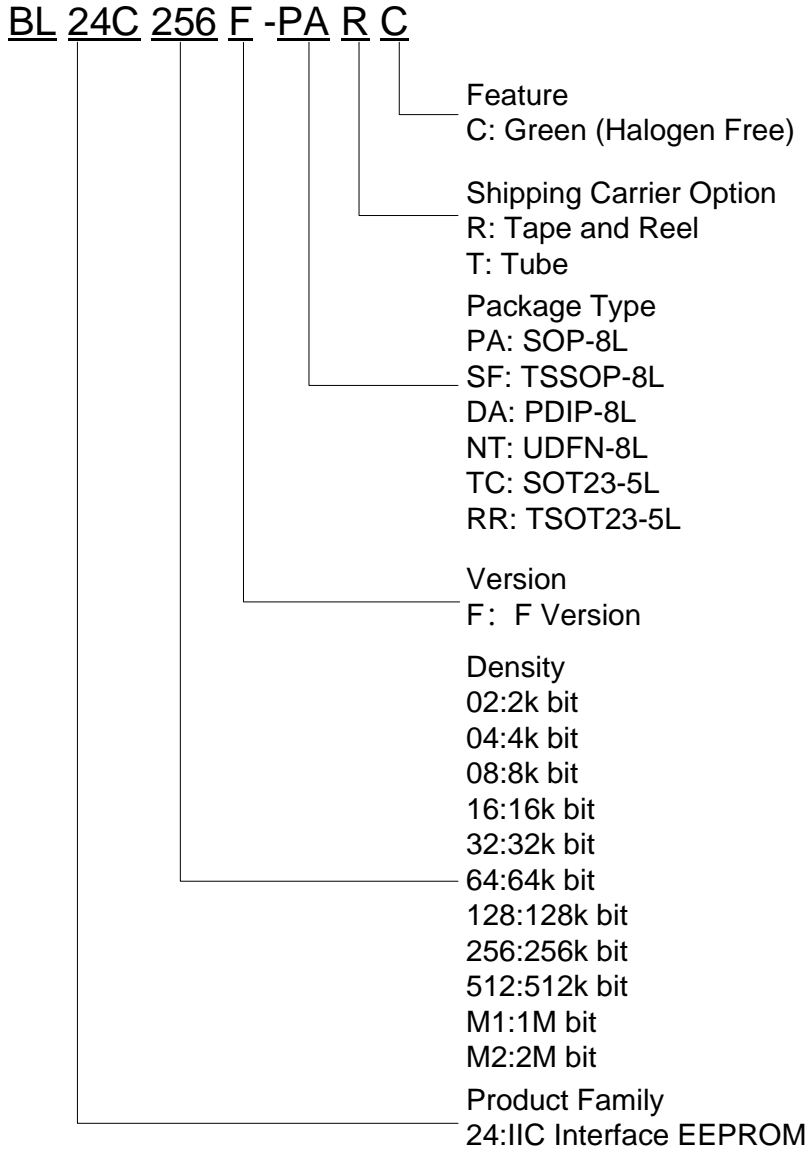 BL 24C 256 F -PA R C
Feature
C: Green (Halogen Free)
Shipping Carrier Option
R: Tape and Reel
T: Tube
Package Type
PA: SOP-8L
SF: TSSOP-8L
DA: PDIP-8L
NT: UDFN-8L
TC: SOT23-5L
RR: TSOT23-5L
Version
F：F Version
Density
02:2k bit
04:4k bit
08:8k bit
16:16k bit
32:32k bit
64:64k bit
128:128k bit
256:256k bit
512:512k bit
M1:1M bit
M2:2M bit
Product Family
24:IIC Interface EEPROM